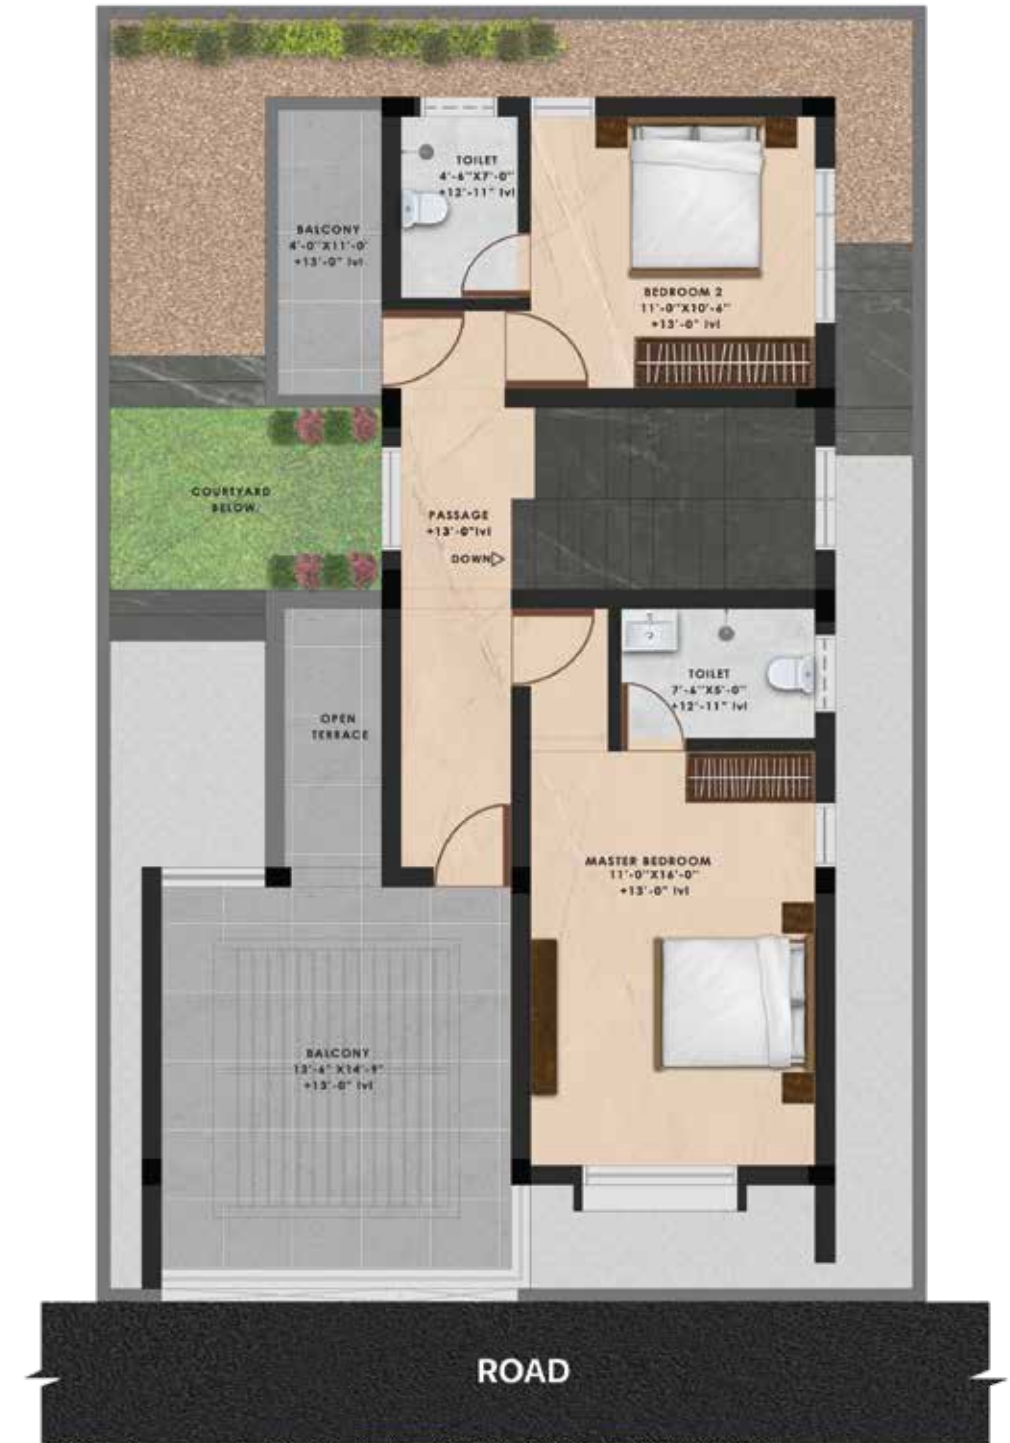 TOILET
4'-6"X7'-0"
+12'-11" lvl
BALCONY
4'-0"X11'-0'
+13'-0" lvl
BEDROOM 2
11'-0"X10'-6"
+13'-0" lvl
COURTYARD
BELOW
PASSAGE
+13'-0"lvl
DOWN
TOILET
7'-6"X5'-0"
+12'-11" lvl
OPEN
TERRACE
MASTER BEDROOM
11'-0"X16'-0"
+13'-0" lvl
BALCONY
13'-6" X14'-9"
+13'-0" lvl
ROAD